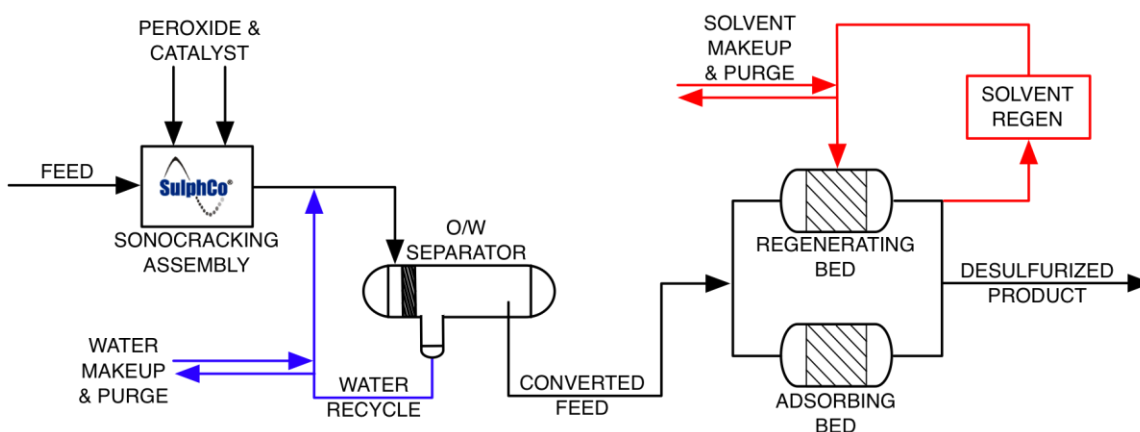 PEROXIDE &
CATALYST
FEED
SulphCo®
SONOCRACKING
ASSEMBLY
WATER
MAKEUP
& PURGE
WATER
RECYCLE
O/W
SEPARATOR
CONVERTED
FEED
SOLVENT
MAKEUP
& PURGE
SOLVENT
REGEN
REGENERATING
BED
ADSORBING
BED
DESULFURIZED
PRODUCT